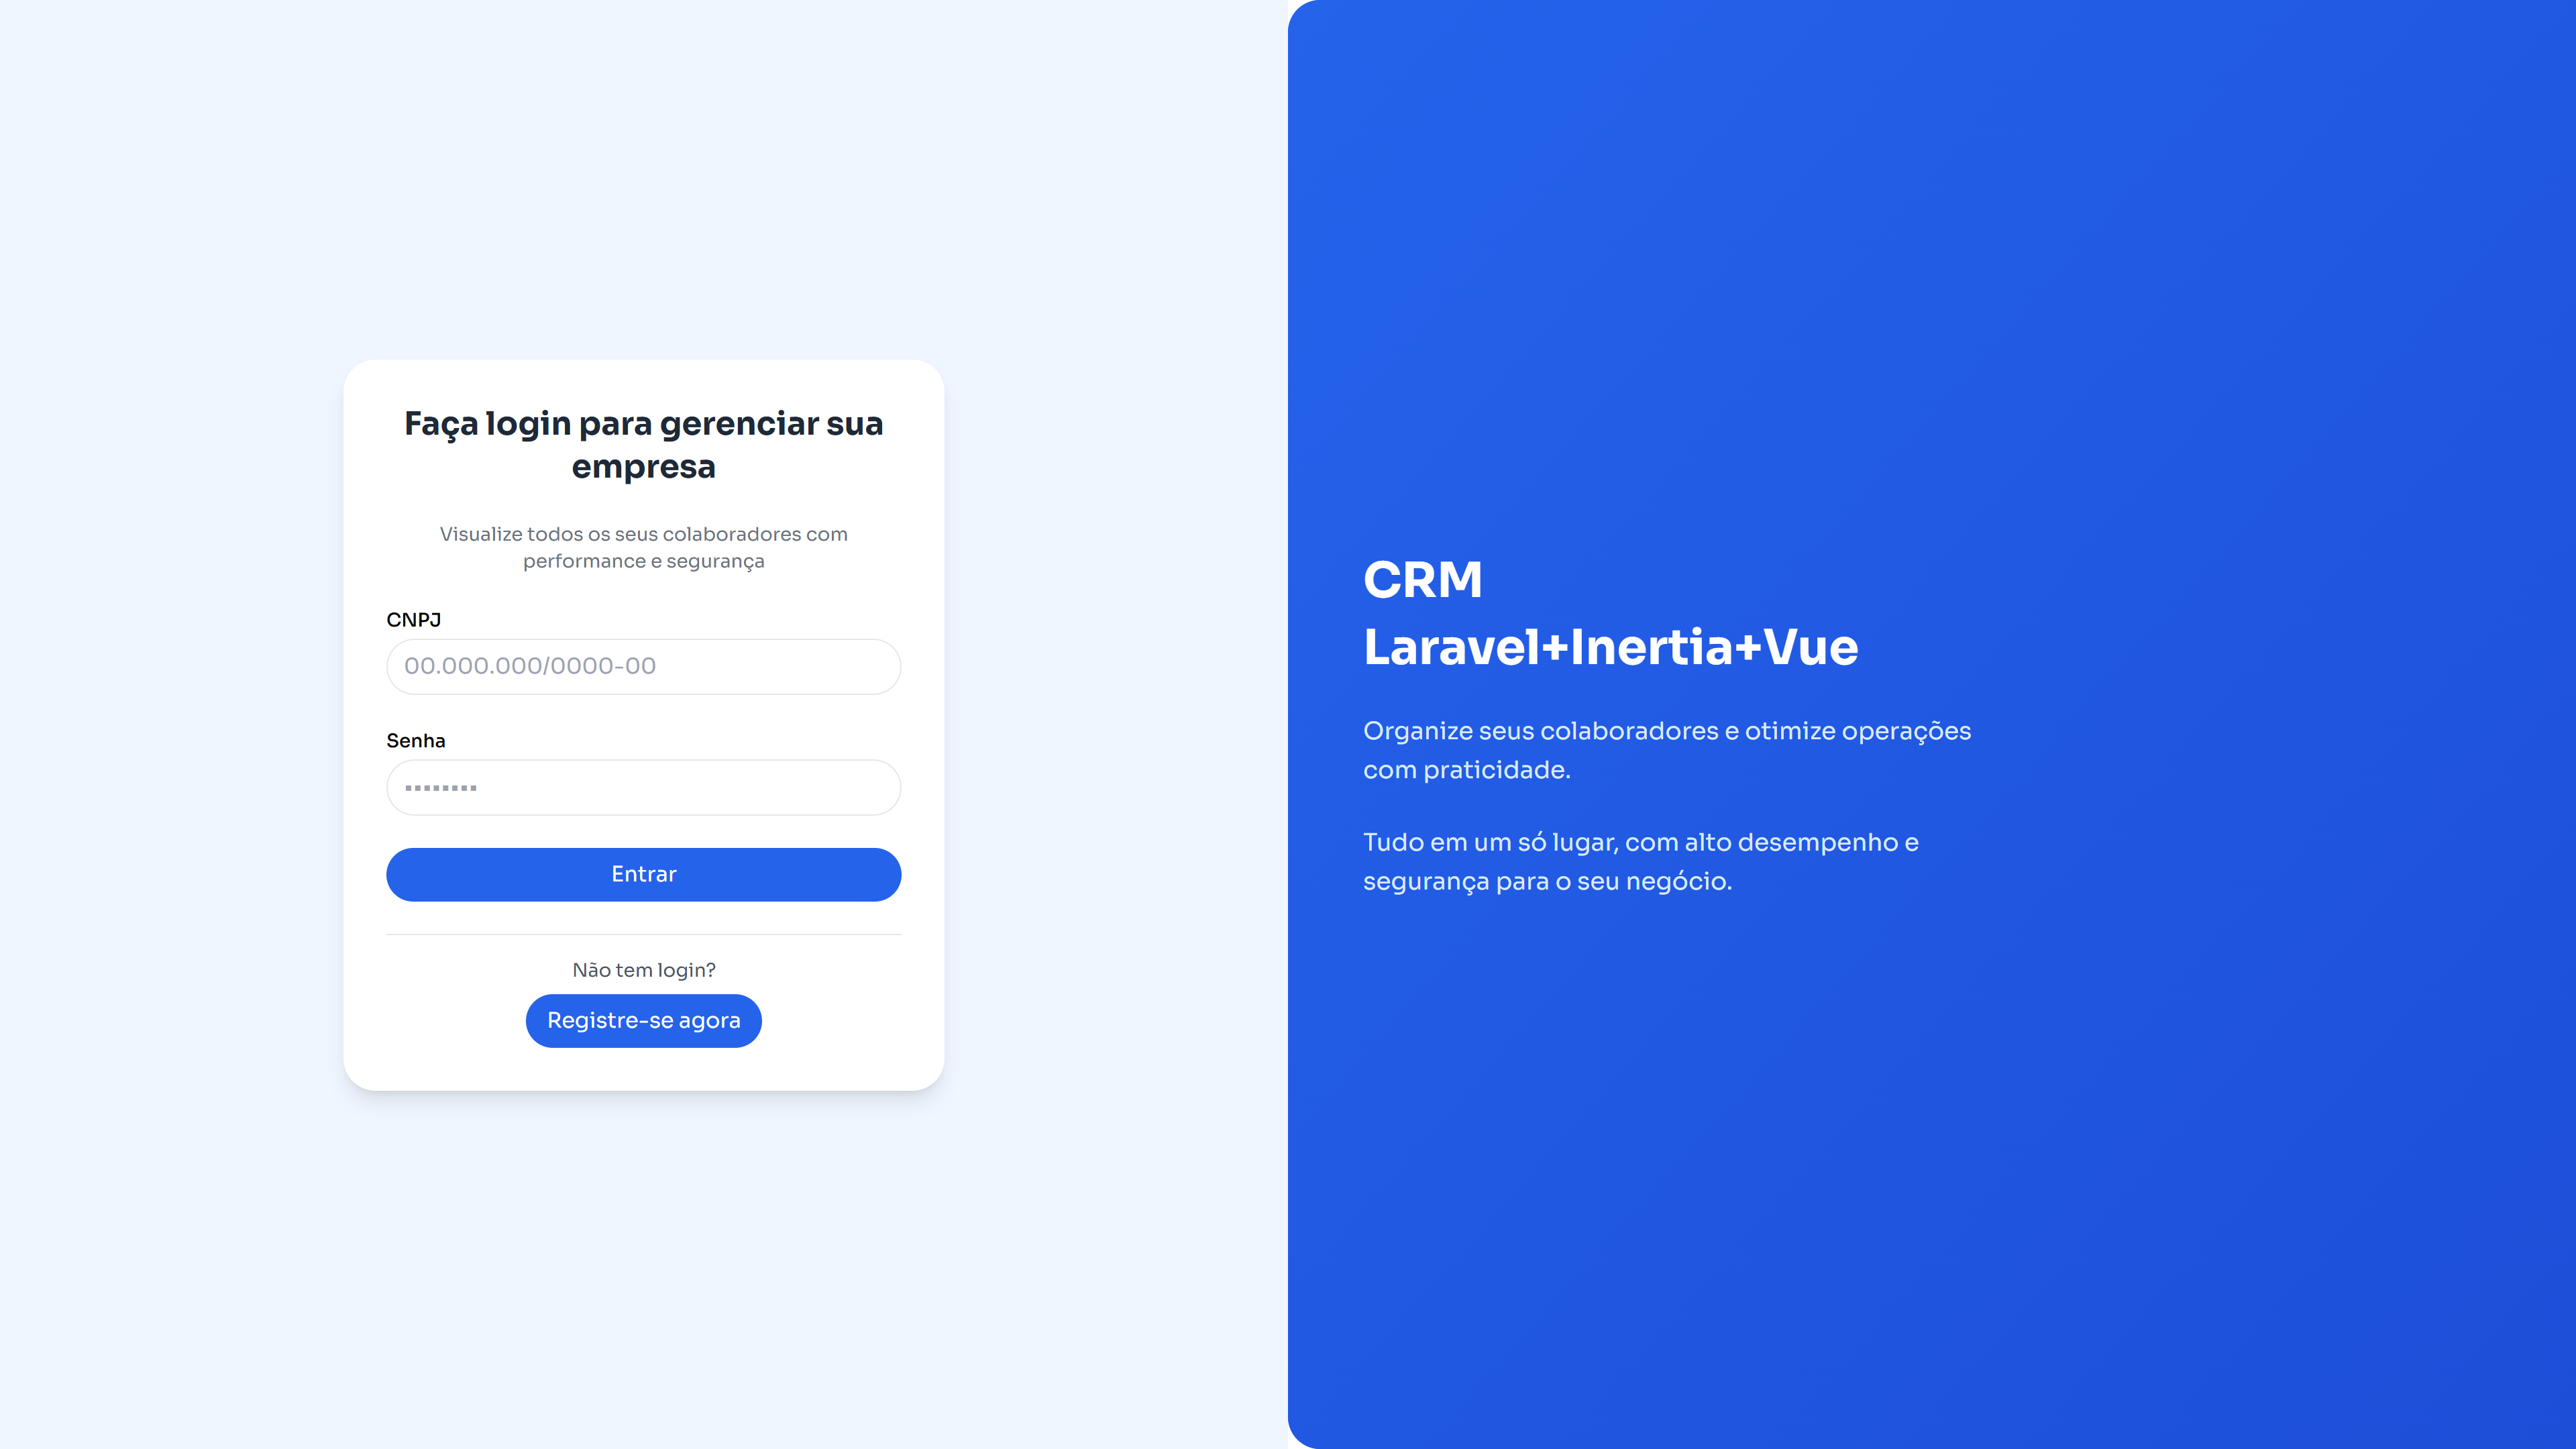 Faça login para gerenciar sua
empresa
Visualize todos os seus colaboradores com
performance e segurança
CNPJ
00.000.000/0000-00
Senha
Entrar
Não tem login?
Registre-se agora
CRM
Laravel+Inertia+Vue
Organize seus colaboradores e otimize operações
com praticidade.
Tudo em um só lugar, com alto desempenho e
segurança para o seu negócio.